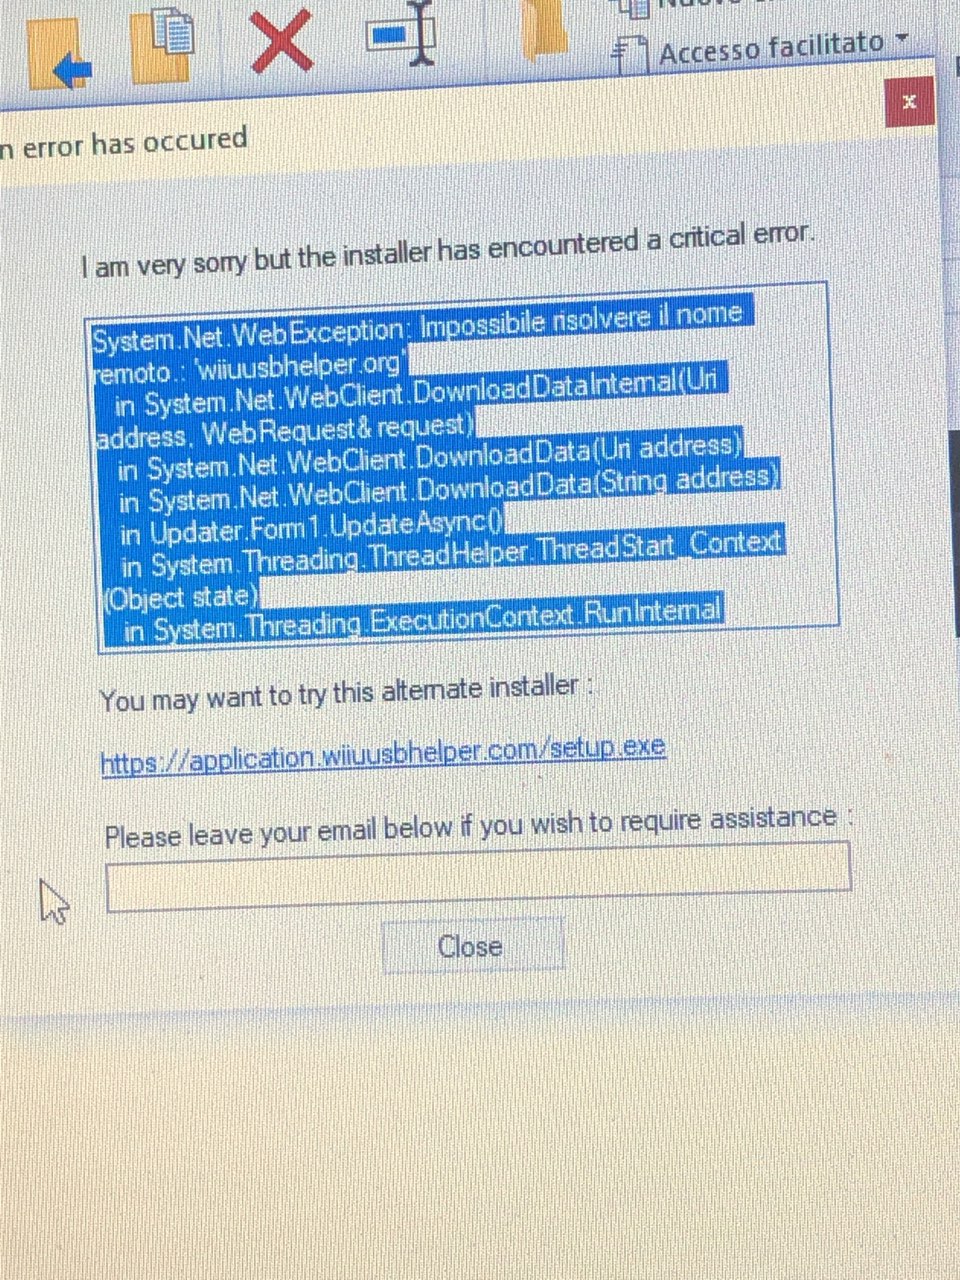 Accesso facilitato
n error has occured
x
I am very sorry but the installer has encountered a critical error.
System.Net.WebException: Impossibile risolvere il nome
remoto.: 'wiiuusbhelper.org'
in System.Net.WebClient.DownloadDataInternal(Uri
address, WebRequest& request)
in System.Net.WebClient.DownloadData(Uri address)
in System.Net.WebClient.DownloadData(String address)
in Updater.Form1.UpdateAsync()
in System.Threading.ThreadHelper.ThreadStart_Context
(Object state)
in System.Threading.ExecutionContext.RunInternal
You may want to try this alternate installer :
https://application.wiiuusbhelper.com/setup.exe
Please leave your email below if you wish to require assistance :
Close